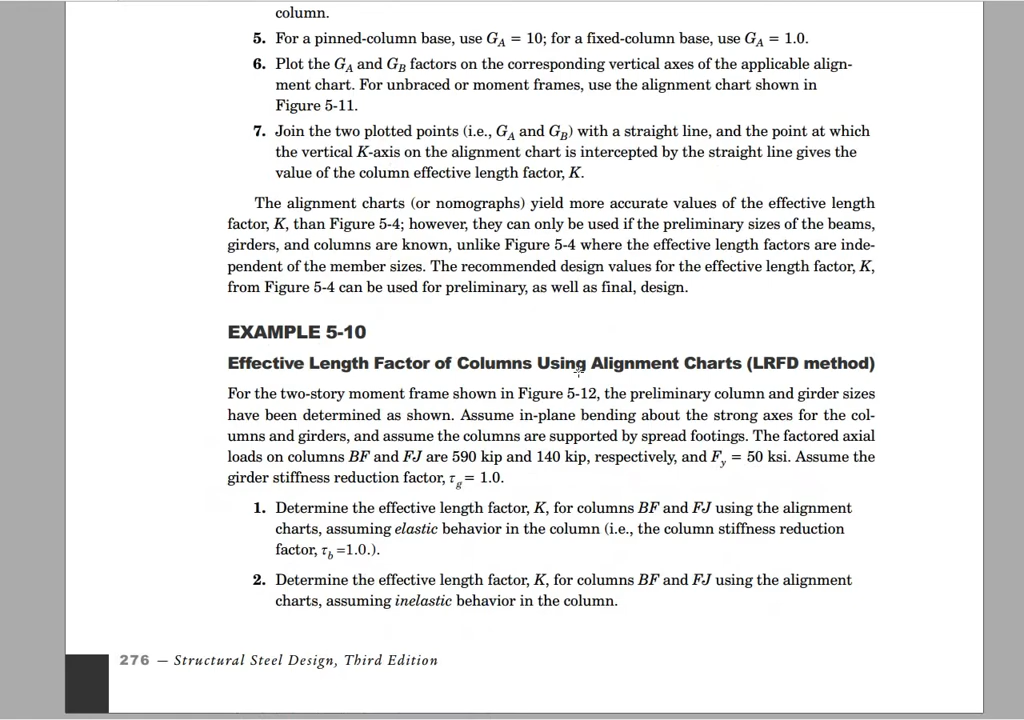 column.
5. For a pinned-column base, use G_A = 10; for a fixed-column base, use G_A = 1.0.
6. Plot the G_A and G_B factors on the corresponding vertical axes of the applicable align-
ment chart. For unbraced or moment frames, use the alignment chart shown in
Figure 5-11.
7. Join the two plotted points (i.e., G_A and G_B) with a straight line, and the point at which
the vertical K-axis on the alignment chart is intercepted by the straight line gives the
value of the column effective length factor, K.
The alignment charts (or nomographs) yield more accurate values of the effective length
factor, K, than Figure 5-4; however, they can only be used if the preliminary sizes of the beams,
girders, and columns are known, unlike Figure 5-4 where the effective length factors are inde-
pendent of the member sizes. The recommended design values for the effective length factor, K,
from Figure 5-4 can be used for preliminary, as well as final, design.
EXAMPLE 5-10
Effective Length Factor of Columns Using Alignment Charts (LRFD method)
For the two-story moment frame shown in Figure 5-12, the preliminary column and girder sizes
have been determined as shown. Assume in-plane bending about the strong axes for the col-
umns and girders, and assume the columns are supported by spread footings. The factored axial
loads on columns BF and FJ are 590 kip and 140 kip, respectively, and F_y = 50 ksi. Assume the
girder stiffness reduction factor, τ_g = 1.0.
1. Determine the effective length factor, K, for columns BF and FJ using the alignment
charts, assuming elastic behavior in the column (i.e., the column stiffness reduction
factor, τ_b =1.0.).
2. Determine the effective length factor, K, for columns BF and FJ using the alignment
charts, assuming inelastic behavior in the column.
276 — Structural Steel Design, Third Edition